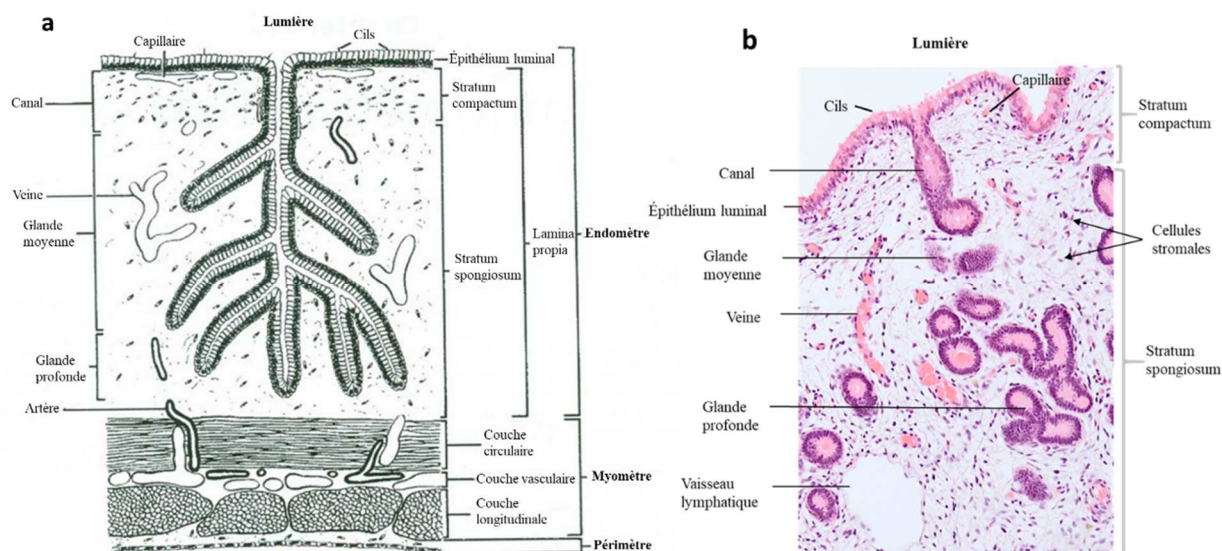 a
Lumière
Capillaire
Cils
Épithélium luminal
Canal
Stratum
compactum
Veine
Glande
moyenne
Lamina
propia
Endomètre
Stratum
spongiosum
Glande
profonde
Artère
Couche
circulaire
Couche vasculaire
Myomètre
Couche
longitudinale
Périmètre
b
Lumière
Capillaire
Cils
Stratum
compactum
Canal
Épithélium luminal
Cellules
stromales
Glande
moyenne
Veine
Stratum
spongiosum
Glande
profonde
Vaisseau
lymphatique